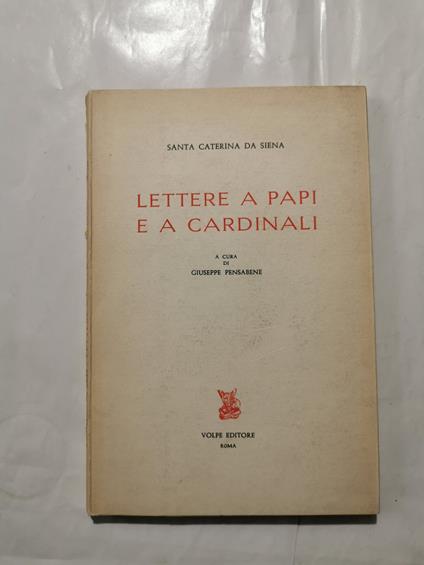 SANTA CATERINA DA SIENA
LETTERE A PAPI
E A CARDINALI
A CURA
DI
GIUSEPPE PENSABENE
VOLPE EDITORE
ROMA